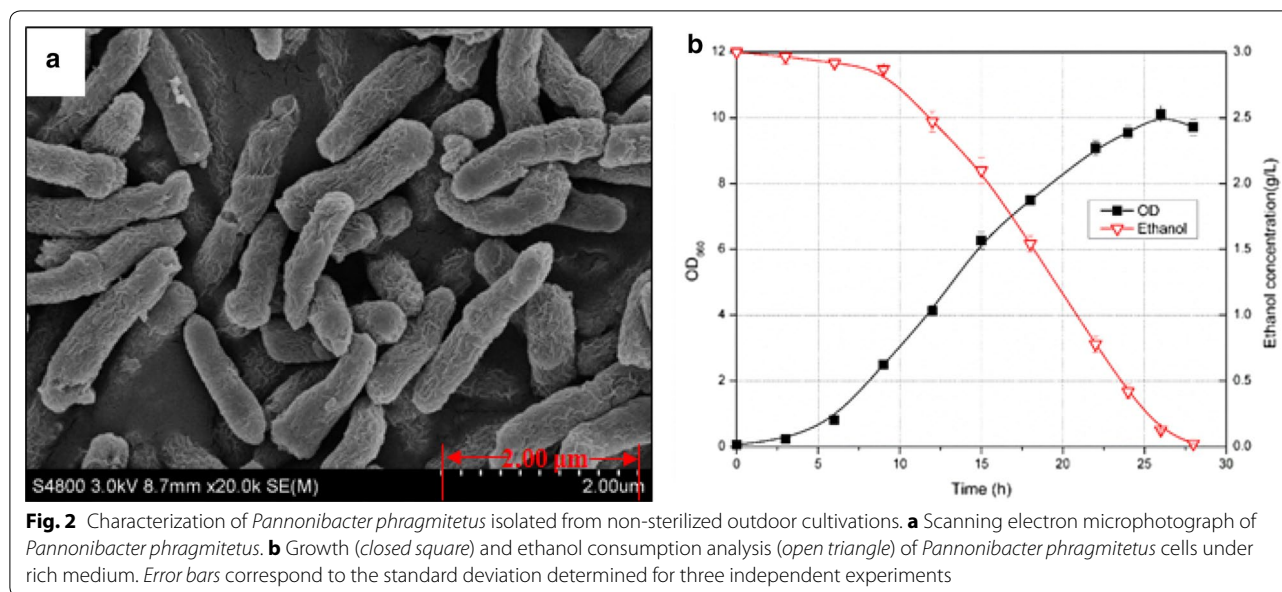 a
2.00 μm
S4800 3.0kV 8.7mm x20.0k SE(M)
2.00um
b
12
10
8
6
4
2
0
OD
Ethanol
3.0
2.5
2.0
1.5
1.0
0.5
0.0
0
5
10
15
20
25
30
Ethanol concentration(g/L)
Time (h)
Fig. 2 Characterization of Pannonibacter phragmitetus isolated from non-sterilized outdoor cultivations. a Scanning electron microphotograph of
Pannonibacter phragmitetus. b Growth (closed square) and ethanol consumption analysis (open triangle) of Pannonibacter phragmitetus cells under
rich medium. Error bars correspond to the standard deviation determined for three independent experiments